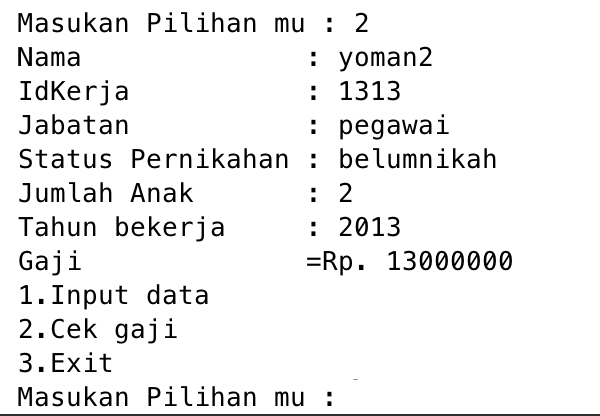 Masukan Pilihan mu : 2
Nama              : yoman2
IdKerja           : 1313
Jabatan           : pegawai
Status Pernikahan : belumnikah
Jumlah Anak       : 2
Tahun bekerja     : 2013
Gaji              =Rp. 13000000
1.Input data
2.Cek gaji
3.Exit
Masukan Pilihan mu :